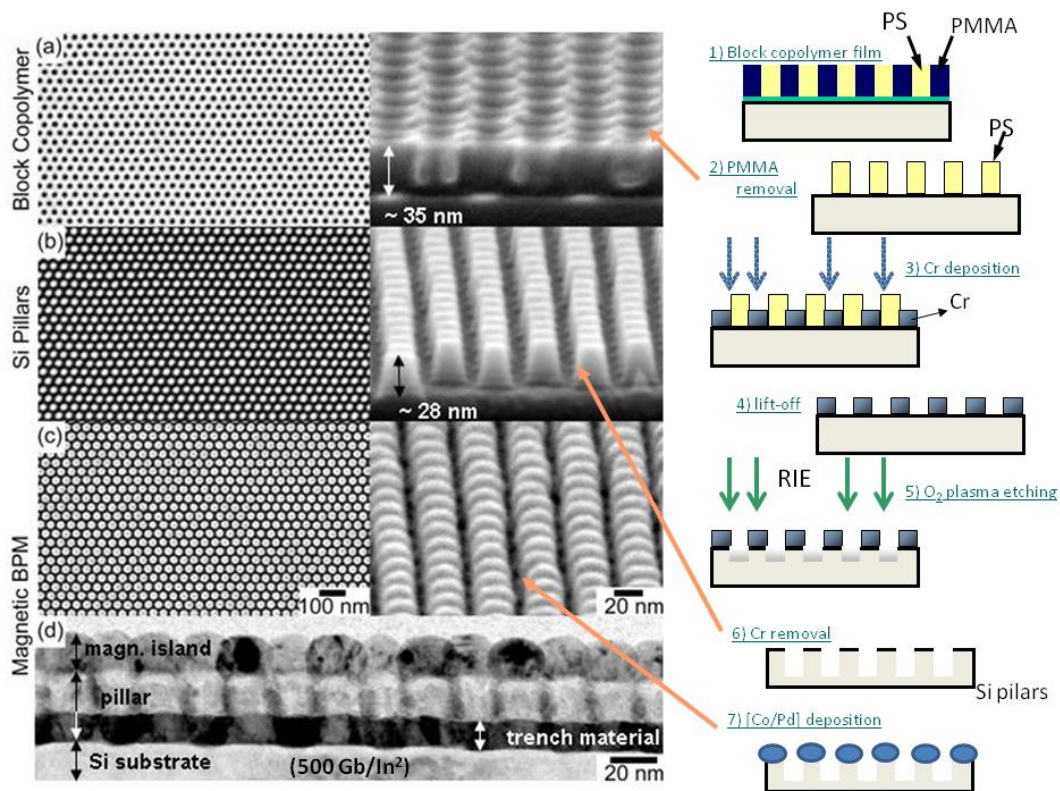 Block Copolymer
(a)
~ 35 nm
Si Pillars
(b)
~ 28 nm
Magnetic BPM
(c)
100 nm
20 nm
(d)
magn. island
pillar
trench material
Si substrate
(500 Gb/In²)
20 nm
PS
PMMA
1) Block copolymer film
PS
2) PMMA
removal
3) Cr deposition
Cr
4) lift-off
RIE
5) O₂ plasma etching
6) Cr removal
Si pilars
7) [Co/Pd] deposition